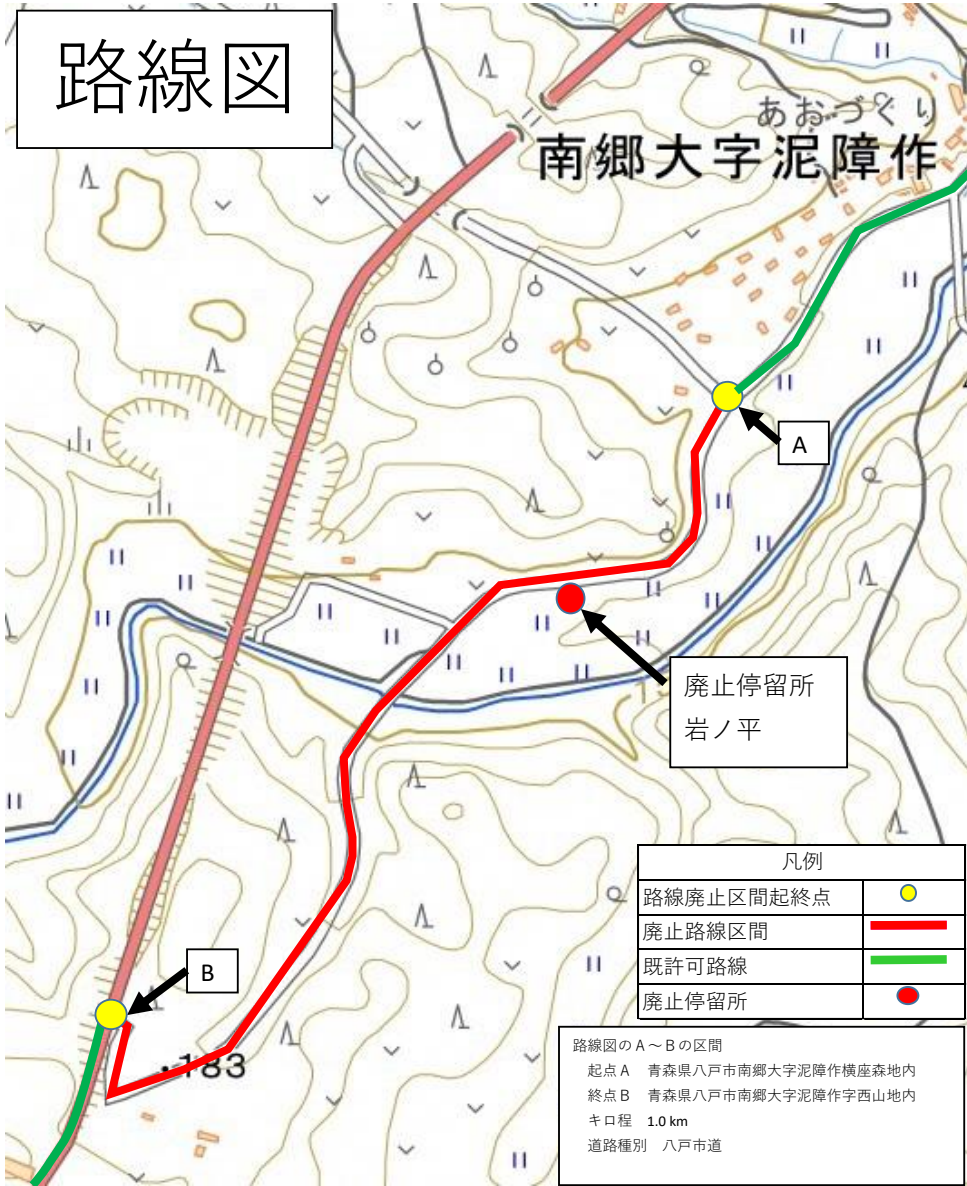 路線図
あおづくり
南郷大字泥障作
A
廃止停留所
岩ノ平
B
・183
凡例
路線廃止区間起終点
廃止路線区間
既許可路線
廃止停留所
路線図のA～Bの区間
起点A 青森県八戸市南郷大字泥障作横座森地内
終点B 青森県八戸市南郷大字泥障作字西山地内
キロ程 1.0 km
道路種別 八戸市道